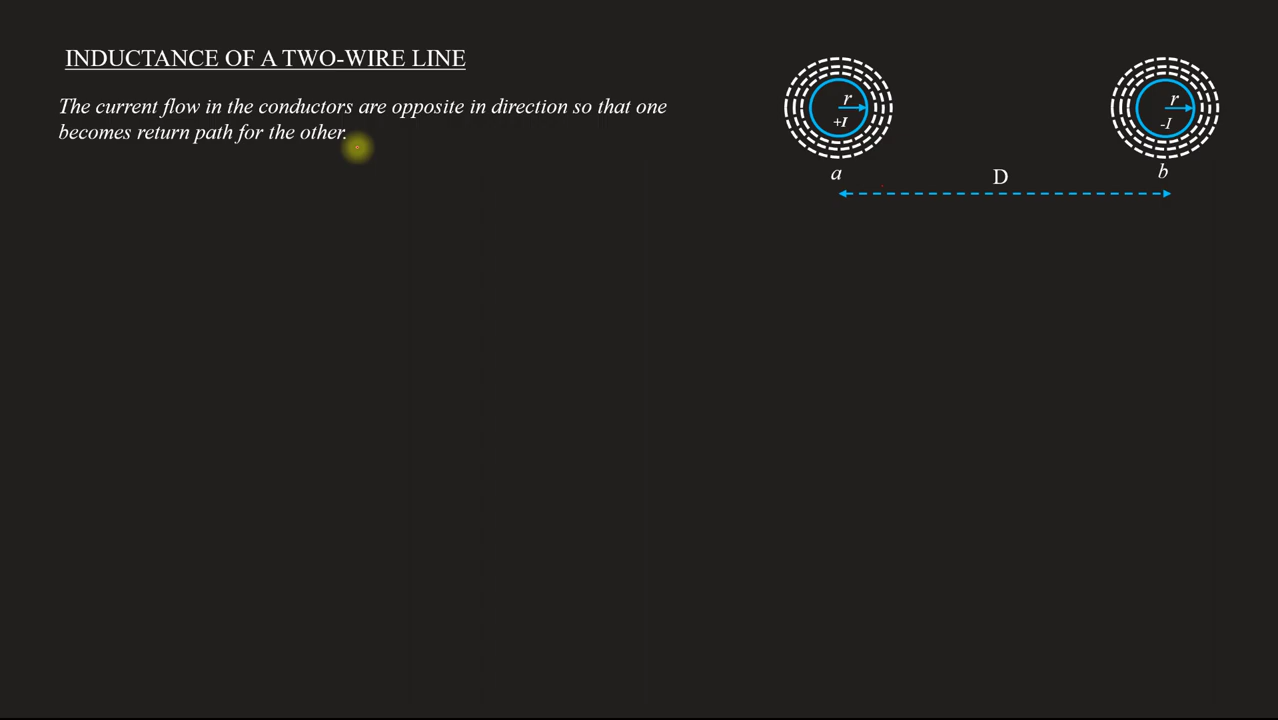 INDUCTANCE OF A TWO-WIRE LINE
The current flow in the conductors are opposite in direction so that one
becomes return path for the other.
r
+I
a
r
-I
b
D